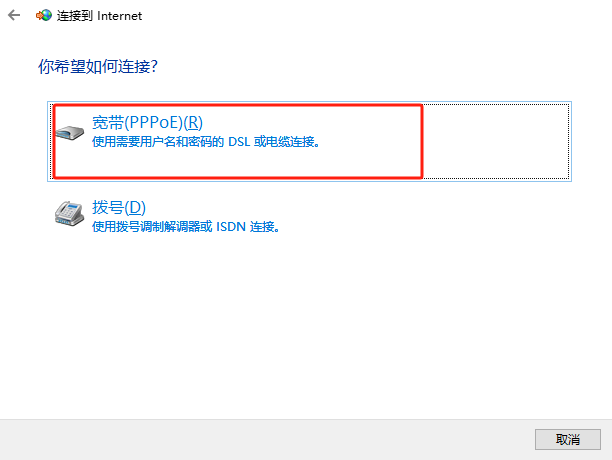 连接到 Internet
你希望如何连接?
宽带(PPPoE)(R)
使用需要用户名和密码的 DSL 或电缆连接。
拨号(D)
使用拨号调制解调器或 ISDN 连接。
取消